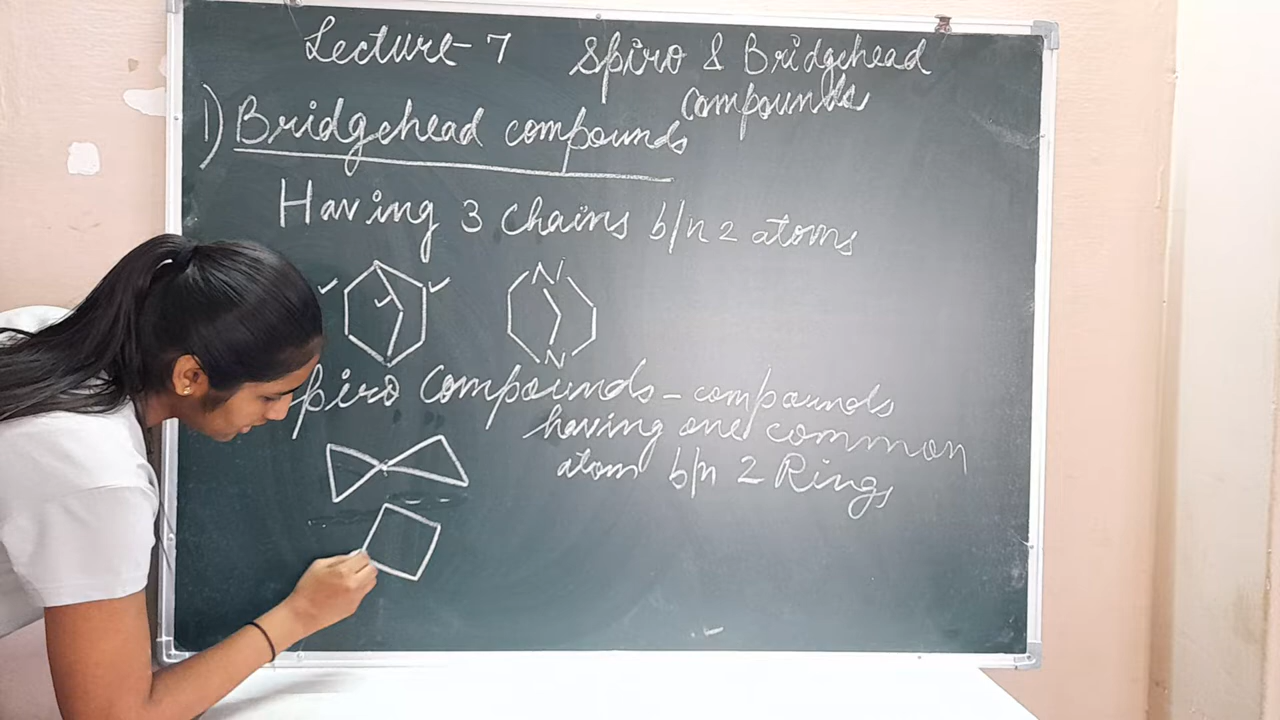 Lecture - 7 Spiro & Bridgehead
compounds
1) Bridgehead compounds
Having 3 chains b/n 2 atoms
N
N
piro compounds - compounds
having one common
atom b/n 2 Rings